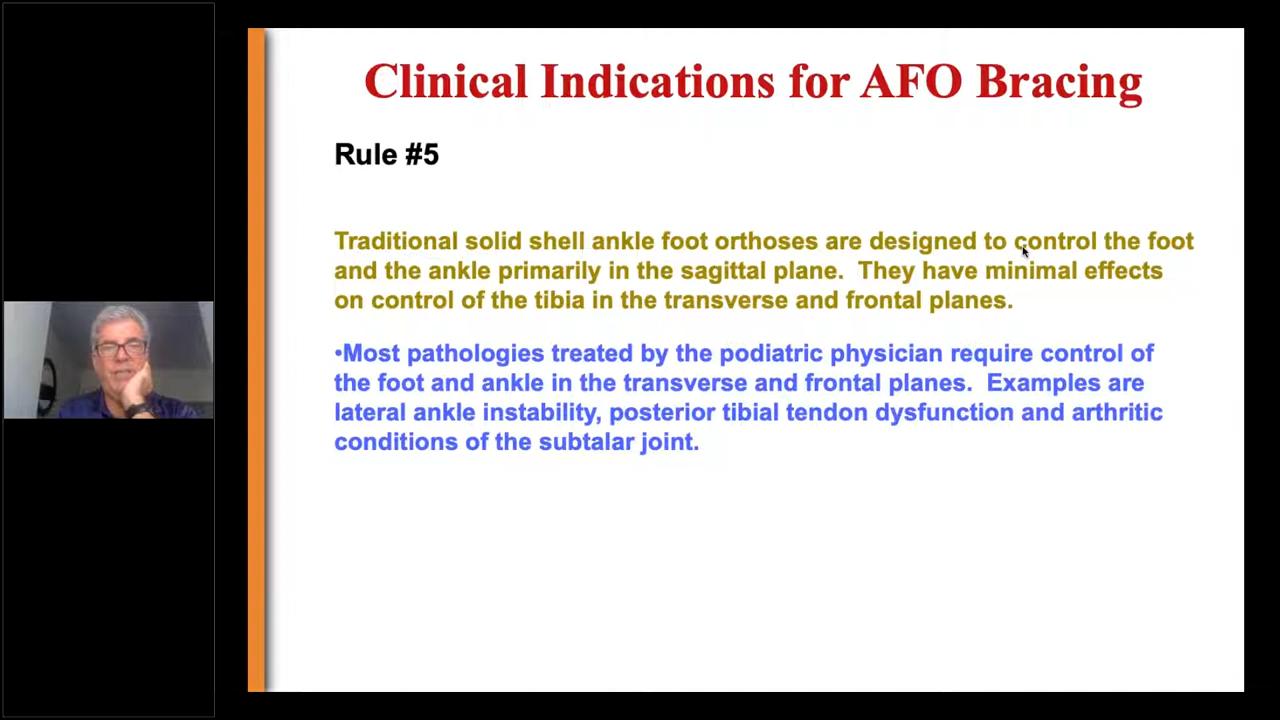 Clinical Indications for AFO Bracing
Rule #5
Traditional solid shell ankle foot orthoses are designed to control the foot
and the ankle primarily in the sagittal plane.  They have minimal effects
on control of the tibia in the transverse and frontal planes.
•Most pathologies treated by the podiatric physician require control of
the foot and ankle in the transverse and frontal planes.  Examples are
lateral ankle instability, posterior tibial tendon dysfunction and arthritic
conditions of the subtalar joint.